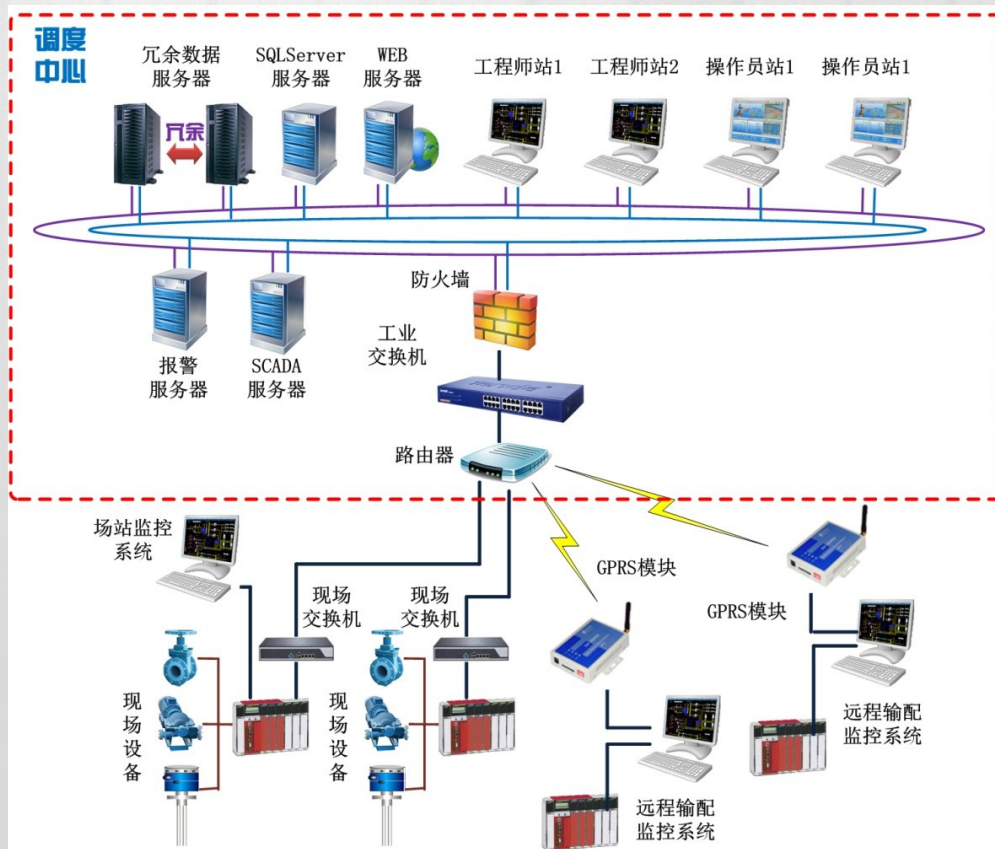 调度
中心
冗余数据
服务器
SQLServer
服务器
WEB
服务器
工程师站1
工程师站2
操作员站1
操作员站1
冗余
防火墙
工业
交换机
报警
服务器
SCADA
服务器
路由器
场站监控
系统
现场
交换机
现场
交换机
GPRS模块
GPRS模块
现场设备
现场设备
远程输配
监控系统
远程输配
监控系统